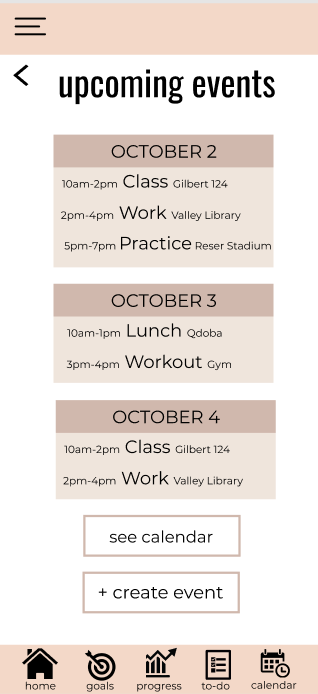 upcoming events
OCTOBER 2
10am-2pm Class Gilbert 124
2pm-4pm Work Valley Library
5pm-7pm Practice Reser Stadium
OCTOBER 3
10am-1pm Lunch Qdoba
3pm-4pm Workout Gym
OCTOBER 4
10am-2pm Class Gilbert 124
2pm-4pm Work Valley Library
see calendar
+ create event
home goals progress to-do calendar